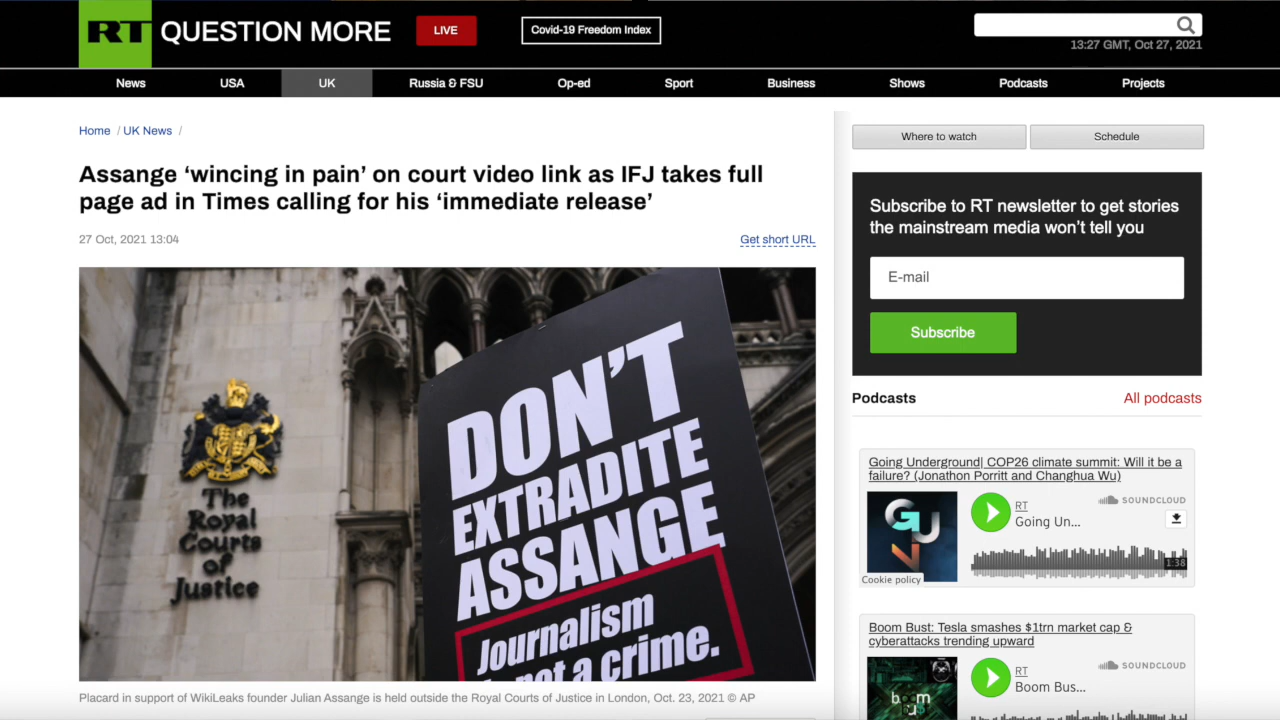 RT QUESTION MORE
LIVE
Covid-19 Freedom Index
13:27 GMT, Oct 27, 2021
News USA UK Russia & FSU Op-ed Sport Business Shows Podcasts Projects
Home / UK News /
Assange ‘wincing in pain’ on court video link as IFJ takes full
page ad in Times calling for his ‘immediate release’
27 Oct, 2021 13:04
Get short URL
The
Royal
Courts
of
Justice
DON'T
EXTRADITE
ASSANGE
Journalism
not a crime.
Placard in support of WikiLeaks founder Julian Assange is held outside the Royal Courts of Justice in London, Oct. 23, 2021 © AP
Where to watch
Schedule
Subscribe to RT newsletter to get stories
the mainstream media won’t tell you
E-mail
Subscribe
Podcasts
All podcasts
Going Underground| COP26 climate summit: Will it be a
failure? (Jonathon Porritt and Changhua Wu)
GU
RT
Going Un...
SOUNDCLOUD
1:38
Cookie policy
Boom Bust: Tesla smashes $1trn market cap &
cyberattacks trending upward
boom
RT
Boom Bus...
SOUNDCLOUD